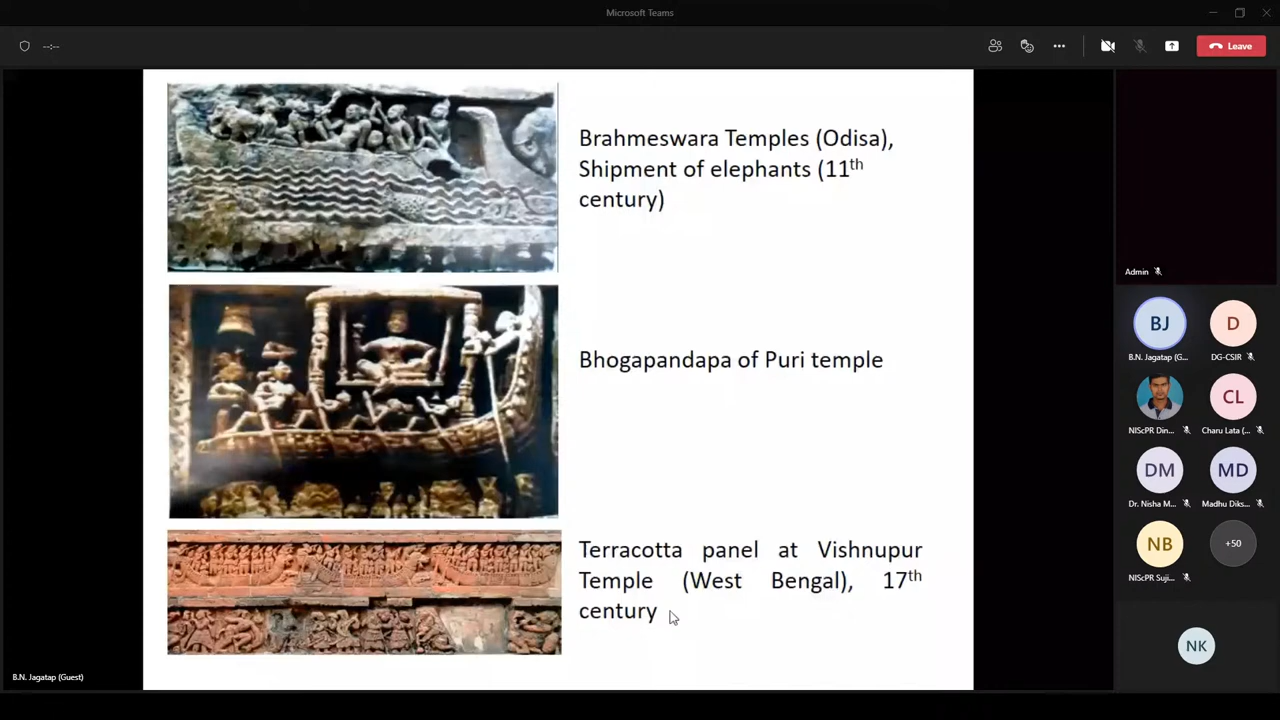 Microsoft Teams
--:--
Leave
Brahmeswara Temples (Odisa),
Shipment of elephants (11th
century)
Bhogapandapa of Puri temple
Terracotta panel at Vishnupur
Temple (West Bengal), 17th
century
Admin
BJ
D
B.N. Jagatap (G...
DG-CSIR
CL
NIScPR Din...
Charu Lata (...
DM
MD
Dr. Nisha M...
Madhu Diks...
NB
+50
NIScPR Suji...
NK
B.N. Jagatap (Guest)